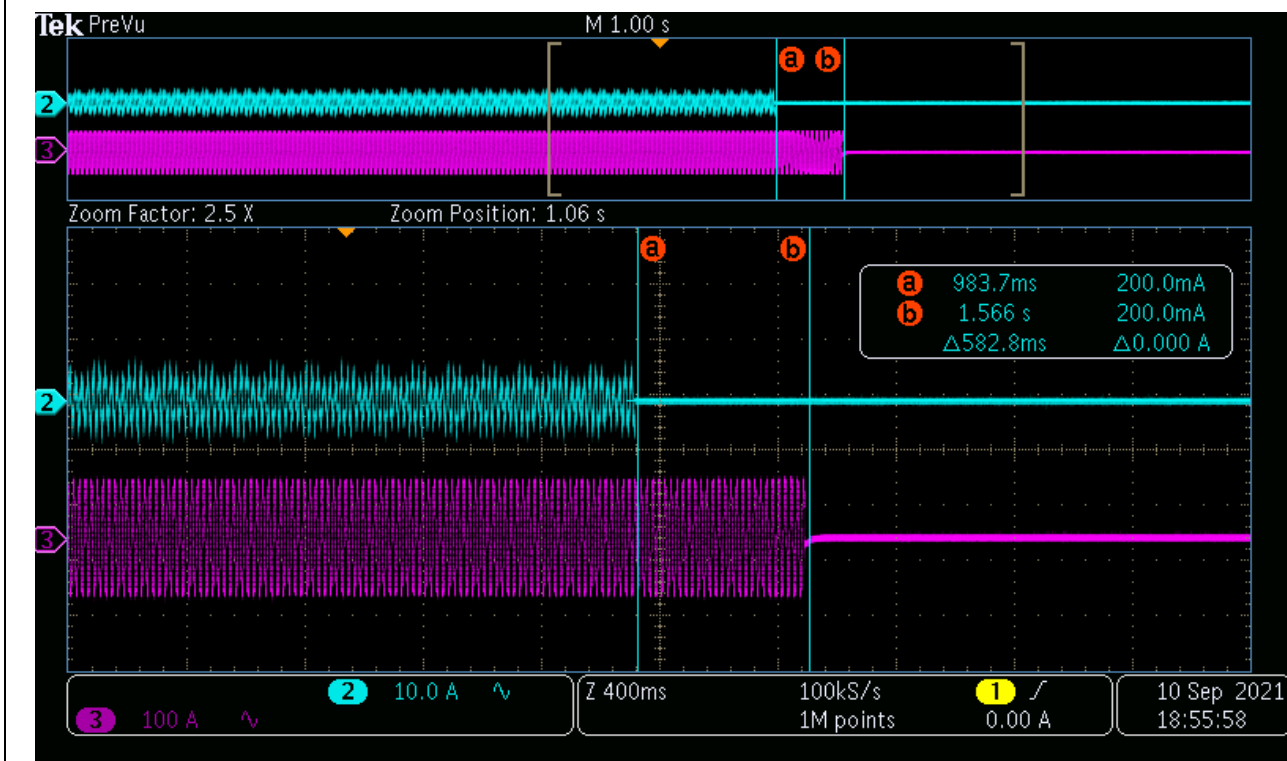 Tek PreVu M 1.00 s
a b
2
3
Zoom Factor: 2.5 X Zoom Position: 1.06 s
a b
a 983.7ms 200.0mA
b 1.566 s 200.0mA
Δ582.8ms Δ0.000 A
2
3
2 10.0 A Z 400ms 100kS/s 1 10 Sep 2021
3 100 A 1M points 0.00 A 18:55:58